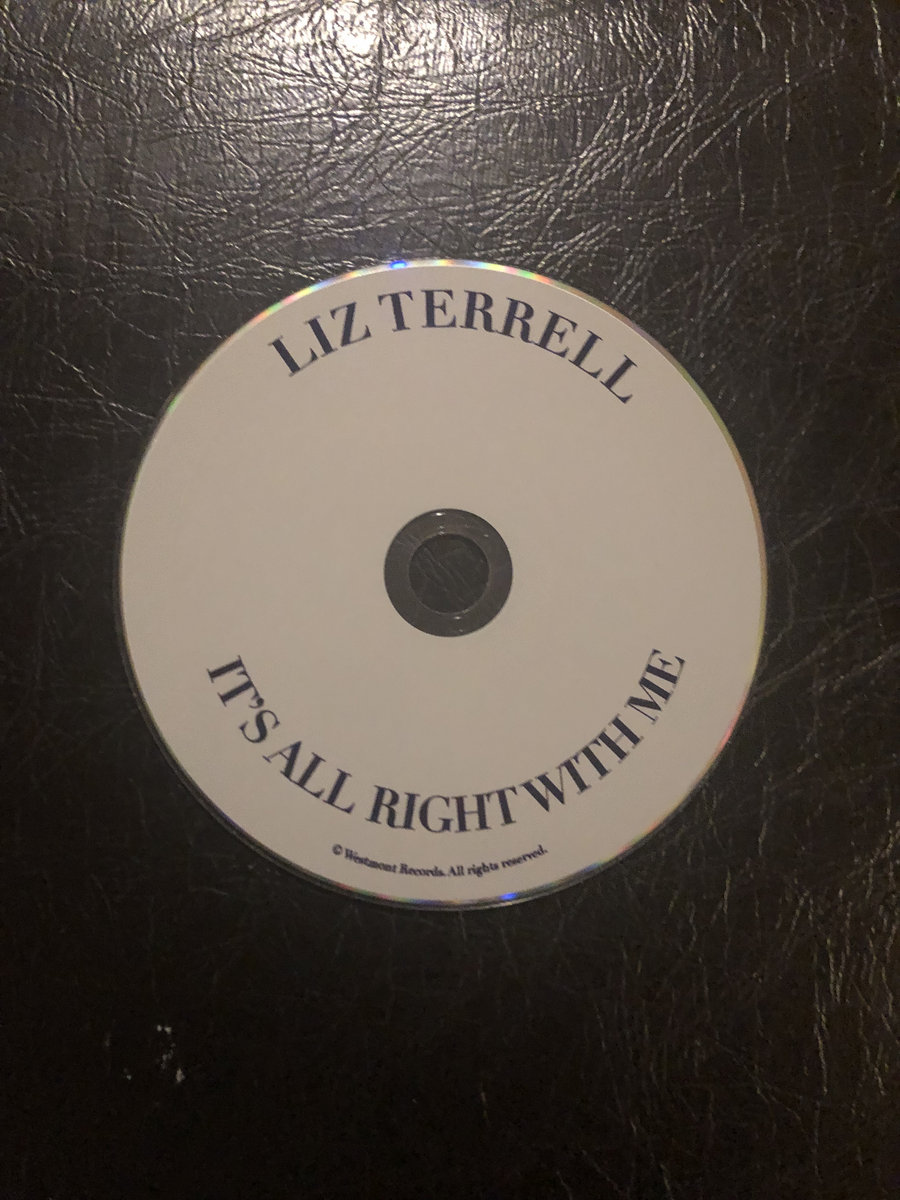 LIZ TERRELL
IT'S ALL RIGHT WITH ME
© Westmont Records. All rights reserved.